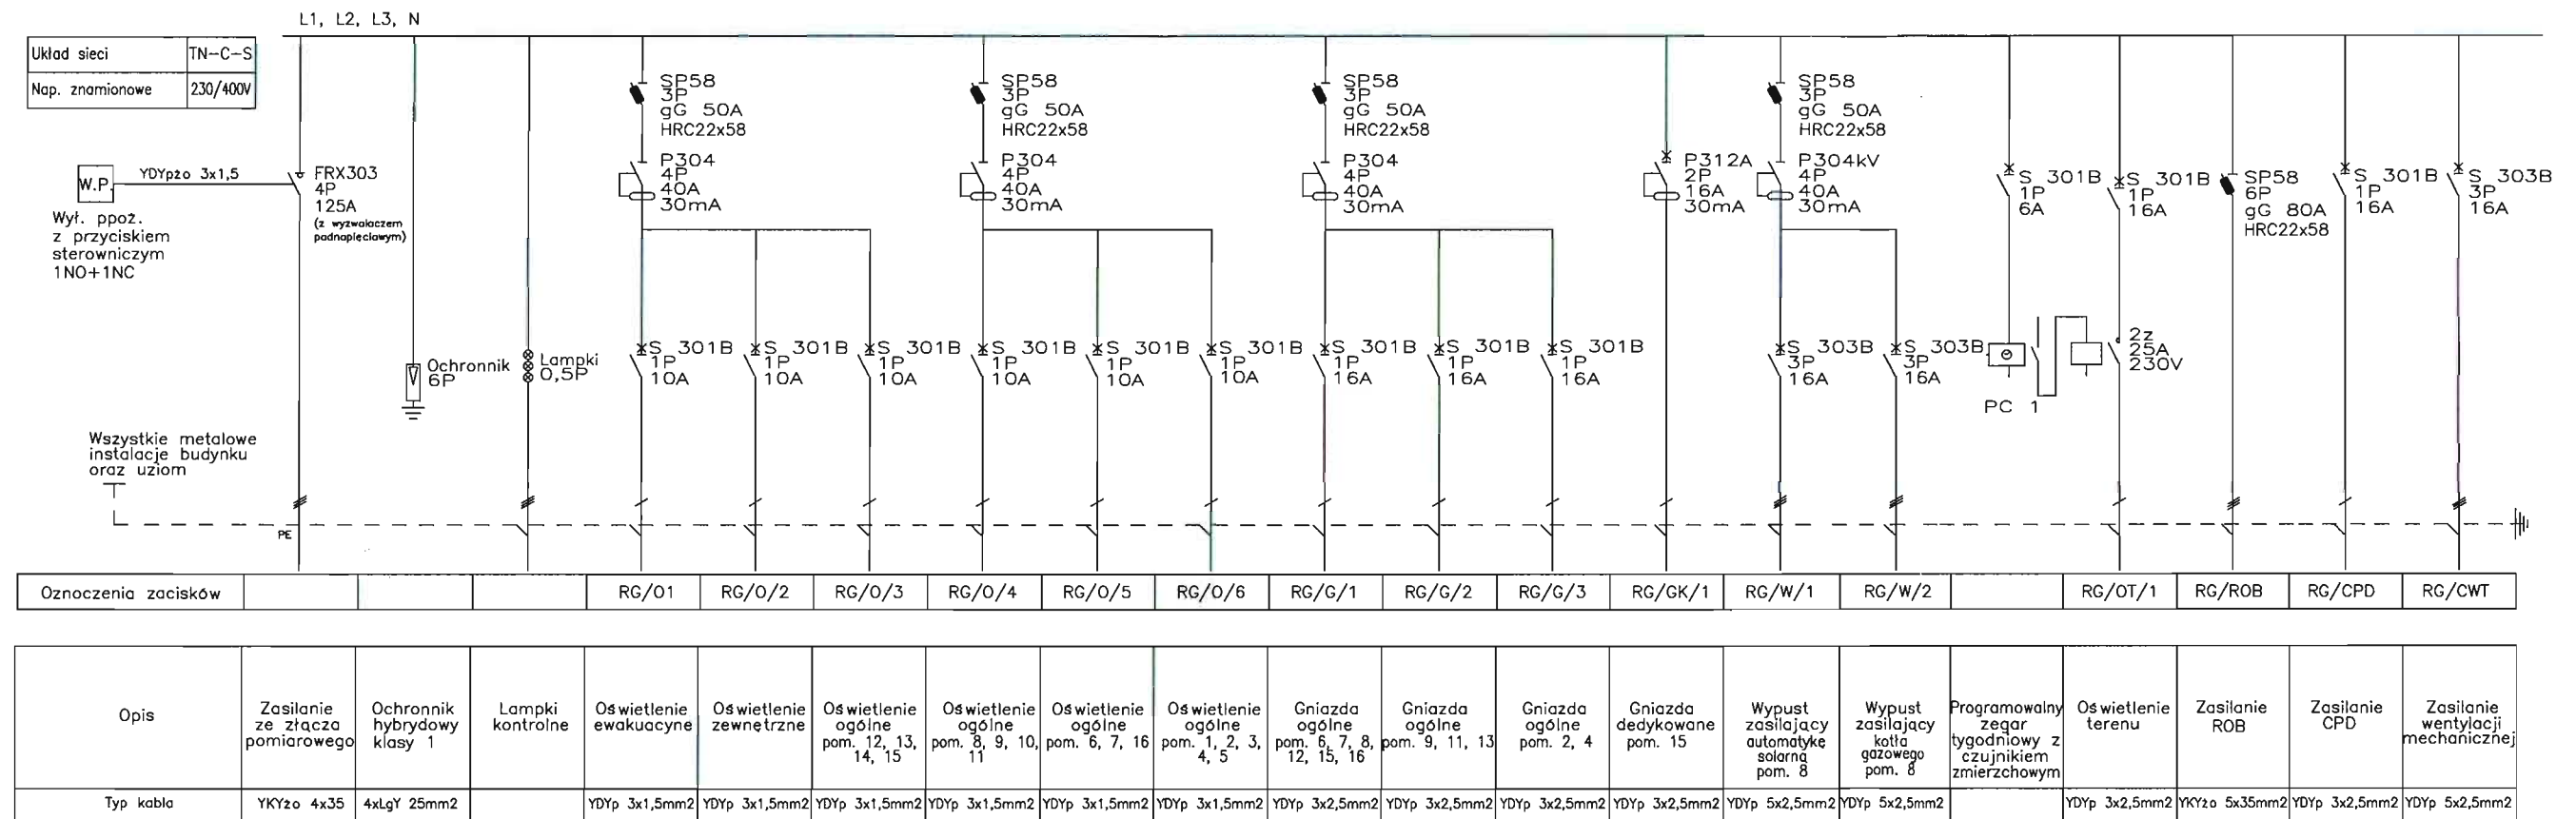 L1, L2, L3, N
Układ sieci TN-C-S
Nap. znamionowe 230/400V
W.P.
YDYpżo 3x1,5
Wył. ppoż.
z przyciskiem
sterowniczym
1NO+1NC
FRX303
4P
125A
(z wyzwalaczem
podnapięciowym)
Ochronnik
6P
Lampki
0,5P
SP58
3P
gG 50A
HRC22x58
P304
4P
40A
30mA
SP58
3P
gG 50A
HRC22x58
P304
4P
40A
30mA
SP58
3P
gG 50A
HRC22x58
P304
4P
40A
30mA
P312A
2P
16A
30mA
SP58
3P
gG 50A
HRC22x58
P304kV
4P
40A
30mA
S 301B
1P
6A
S 301B
1P
16A
SP58
6P
gG 80A
HRC22x58
S 301B
1P
16A
S 303B
3P
16A
S 301B
1P
10A
S 301B
1P
10A
S 301B
1P
10A
S 301B
1P
10A
S 301B
1P
10A
S 301B
1P
10A
S 301B
1P
16A
S 301B
1P
16A
S 301B
1P
16A
S 303B
3P
16A
S 303B
3P
16A
PC 1
2z
25A
230V
Wszystkie metalowe
instalacje budynku
oraz uziom
PE
Oznoczenia zacisków RG/O1 RG/O/2 RG/O/3 RG/O/4 RG/O/5 RG/O/6 RG/G/1 RG/G/2 RG/G/3 RG/GK/1 RG/W/1 RG/W/2 RG/OT/1 RG/ROB RG/CPD RG/CWT
Opis
Zasilanie
ze złącza
pomiarowego
Ochronnik
hybrydowy
klasy 1
Lampki
kontrolne
Oświetlenie
ewakuacyne
Oświetlenie
zewnętrzne
Oświetlenie
ogólne
pom. 12, 13,
14, 15
Oświetlenie
ogólne
pom. 8, 9, 10,
11
Oświetlenie
ogólne
pom. 6, 7, 16
Oświetlenie
ogólne
pom. 1, 2, 3,
4, 5
Gniazda
ogólne
pom. 6, 7, 8,
12, 15, 16
Gniazda
ogólne
pom. 9, 11, 13
Gniazda
ogólne
pom. 2, 4
Gniazda
dedykowane
pom. 15
Wypust
zasilający
automatykę
solarną
pom. 8
Wypust
zasilający
kotła
gazowego
pom. 8
Programowalny
zegar
tygodniowy z
czujnikiem
zmierzchowym
Oświetlenie
terenu
Zasilanie
ROB
Zasilanie
CPD
Zasilanie
wentylacji
mechanicznej
Typ kabla YKYżo 4x35 4xLgY 25mm2 YDYp 3x1,5mm2 YDYp 3x1,5mm2 YDYp 3x1,5mm2 YDYp 3x1,5mm2 YDYp 3x1,5mm2 YDYp 3x1,5mm2 YDYp 3x2,5mm2 YDYp 3x2,5mm2 YDYp 3x2,5mm2 YDYp 3x2,5mm2 YDYp 5x2,5mm2 YDYp 5x2,5mm2 YDYp 3x2,5mm2 YKYżo 5x35mm2 YDYp 3x2,5mm2 YDYp 5x2,5mm2